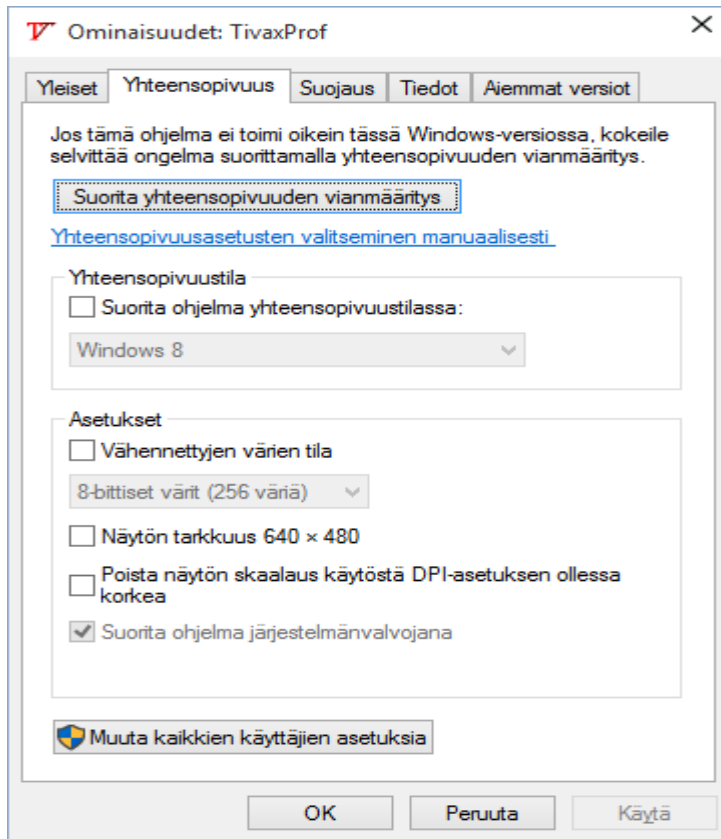 Ominaisuudet: TivaxProf
Yleiset Yhteensopivuus Suojaus Tiedot Aiemmat versiot
Jos tämä ohjelma ei toimi oikein tässä Windows-versiossa, kokeile
selvittää ongelma suorittamalla yhteensopivuuden vianmääritys.
Suorita yhteensopivuuden vianmääritys
Yhteensopivuusasetusten valitseminen manuaalisesti
Yhteensopivuustila
Suorita ohjelma yhteensopivuustilassa:
Windows 8
Asetukset
Vähennettyjen värien tila
8-bittiset värit (256 väriä)
Näytön tarkkuus 640 × 480
Poista näytön skaalaus käytöstä DPI-asetuksen ollessa
korkea
Suorita ohjelma järjestelmänvalvojana
Muuta kaikkien käyttäjien asetuksia
OK Peruuta Käytä